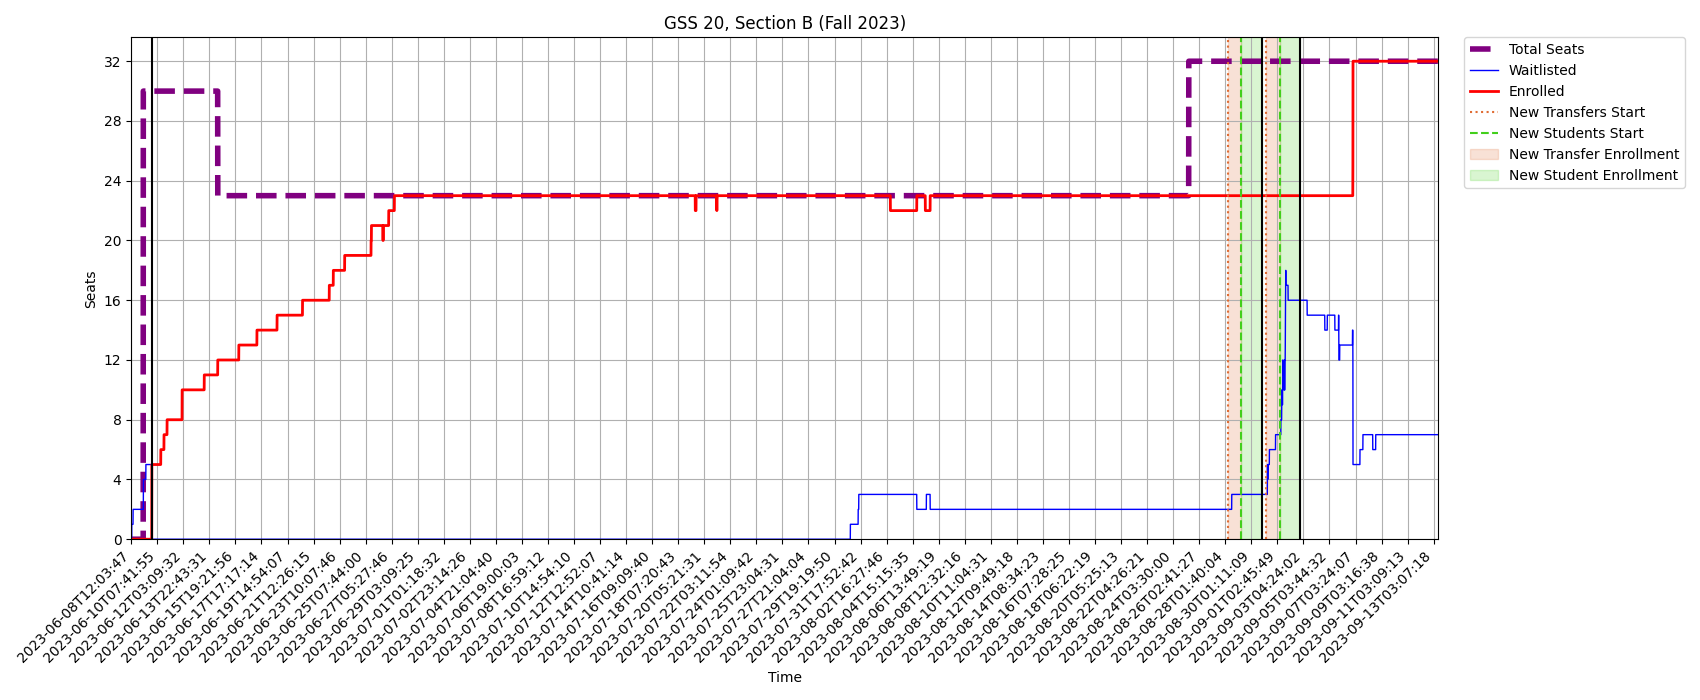 GSS 20, Section B (Fall 2023)
Total Seats
Waitlisted
Enrolled
New Transfers Start
New Students Start
New Transfer Enrollment
New Student Enrollment
Seats
32
28
24
20
16
12
8
4
0
2023-06-08T12:03:47
2023-06-10T07:41:55
2023-06-12T03:09:32
2023-06-13T22:43:31
2023-06-15T19:21:56
2023-06-17T17:17:14
2023-06-19T14:54:07
2023-06-21T12:26:15
2023-06-23T10:07:46
2023-06-25T07:44:00
2023-06-27T05:27:46
2023-06-29T03:09:25
2023-07-01T01:18:32
2023-07-02T23:14:26
2023-07-04T21:04:40
2023-07-06T19:00:03
2023-07-08T16:59:12
2023-07-10T14:54:10
2023-07-12T12:52:07
2023-07-14T10:41:14
2023-07-16T09:09:40
2023-07-18T07:20:43
2023-07-20T05:21:31
2023-07-22T03:11:54
2023-07-24T01:09:42
2023-07-25T23:04:31
2023-07-27T21:04:04
2023-07-29T19:19:50
2023-07-31T17:52:42
2023-08-02T16:27:46
2023-08-04T15:15:35
2023-08-06T13:49:19
2023-08-08T12:32:16
2023-08-10T11:04:31
2023-08-12T09:49:18
2023-08-14T08:34:23
2023-08-16T07:28:25
2023-08-18T06:22:19
2023-08-20T05:25:13
2023-08-22T04:26:21
2023-08-24T03:30:00
2023-08-26T02:41:27
2023-08-28T01:40:04
2023-08-30T01:11:09
2023-09-01T02:45:49
2023-09-03T04:24:02
2023-09-05T03:44:32
2023-09-07T03:24:07
2023-09-09T03:16:38
2023-09-11T03:09:13
2023-09-13T03:07:18
Time